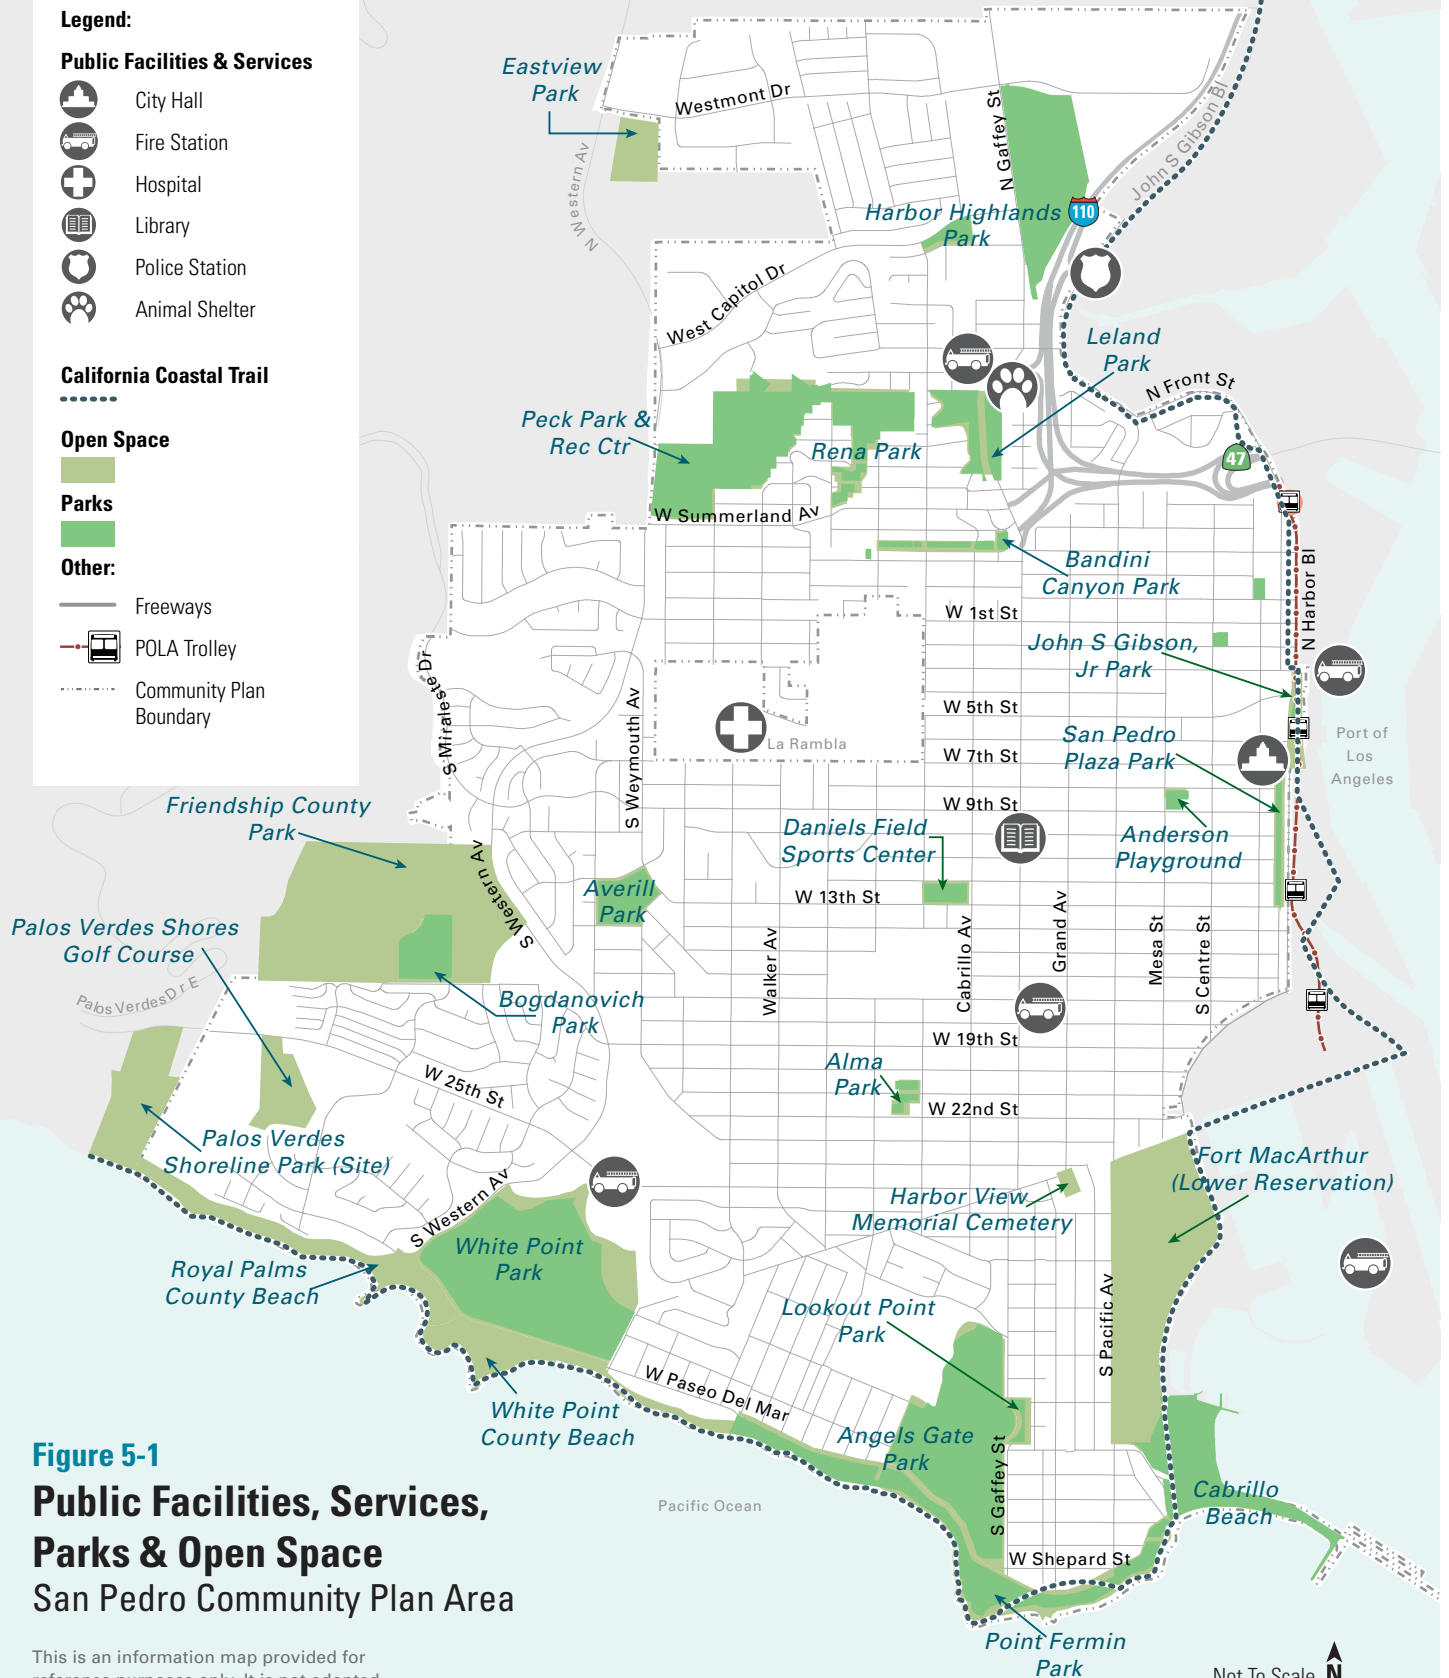 Legend:
Public Facilities & Services
City Hall
Fire Station
Hospital
Library
Police Station
Animal Shelter
California Coastal Trail
Open Space
Parks
Other:
Freeways
POLA Trolley
Community Plan
Boundary
Eastview
Park
Westmont Dr
N Western Av
N Gaffey St
John S Gibson Bl
110
Harbor Highlands
Park
West Capitol Dr
Leland
Park
N Front St
47
Peck Park &
Rec Ctr
Rena Park
W Summerland Av
Bandini
Canyon Park
N Harbor Bl
W 1st St
John S Gibson,
Jr Park
S Miraleste Dr
S Weymouth Av
W 5th St
La Rambla
San Pedro
Plaza Park
Port of
Los
Angeles
W 7th St
W 9th St
Friendship County
Park
Daniels Field
Sports Center
Anderson
Playground
S Western Av
Averill
Park
W 13th St
Palos Verdes Shores
Golf Course
Walker Av
Cabrillo Av
Grand Av
Mesa St
S Centre St
Palos Verdes Dr E
Bogdanovich
Park
W 19th St
Alma
Park
W 25th St
W 22nd St
Palos Verdes
Shoreline Park (Site)
Fort MacArthur
(Lower Reservation)
Harbor View
Memorial Cemetery
S Western Av
White Point
Park
Royal Palms
County Beach
Lookout Point
Park
S Pacific Av
W Paseo Del Mar
White Point
County Beach
Angels Gate
Park
S Gaffey St
Cabrillo
Beach
Pacific Ocean
W Shepard St
Point Fermin
Park
Figure 5-1
Public Facilities, Services,
Parks & Open Space
San Pedro Community Plan Area
This is an information map provided for
reference purposes only. It is not adopted
Not To Scale
N